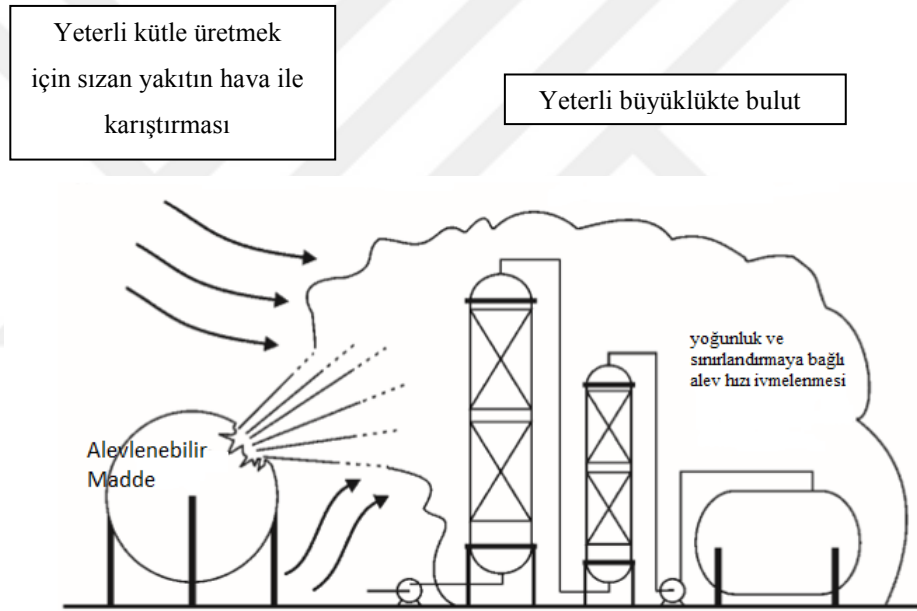 Yeterli kütle üretmek
için sızan yakıtın hava ile
karıştırması
Yeterli büyüklükte bulut
yoğunluk ve
sınırlandırmaya bağlı
alev hızı ivmelenmesi
Alevlenebilir
Madde